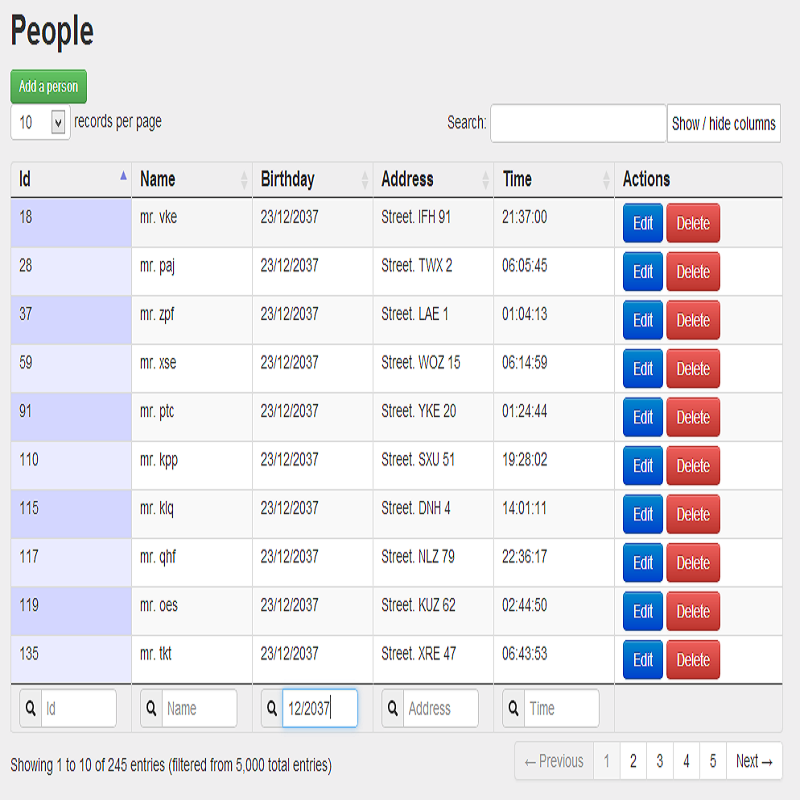 People
Add a person
10 records per page Search: Show / hide columns
Id Name Birthday Address Time Actions
18 mr. vke 23/12/2037 Street. IFH 91 21:37:00 Edit Delete
28 mr. paj 23/12/2037 Street. TWX 2 06:05:45 Edit Delete
37 mr. zpf 23/12/2037 Street. LAE 1 01:04:13 Edit Delete
59 mr. xse 23/12/2037 Street. WOZ 15 06:14:59 Edit Delete
91 mr. ptc 23/12/2037 Street. YKE 20 01:24:44 Edit Delete
110 mr. kpp 23/12/2037 Street. SXU 51 19:28:02 Edit Delete
115 mr. klq 23/12/2037 Street. DNH 4 14:01:11 Edit Delete
117 mr. qhf 23/12/2037 Street. NLZ 79 22:36:17 Edit Delete
119 mr. oes 23/12/2037 Street. KUZ 62 02:44:50 Edit Delete
135 mr. tkt 23/12/2037 Street. XRE 47 06:43:53 Edit Delete
Id Name 12/2037 Address Time
Showing 1 to 10 of 245 entries (filtered from 5,000 total entries) ← Previous 1 2 3 4 5 Next →